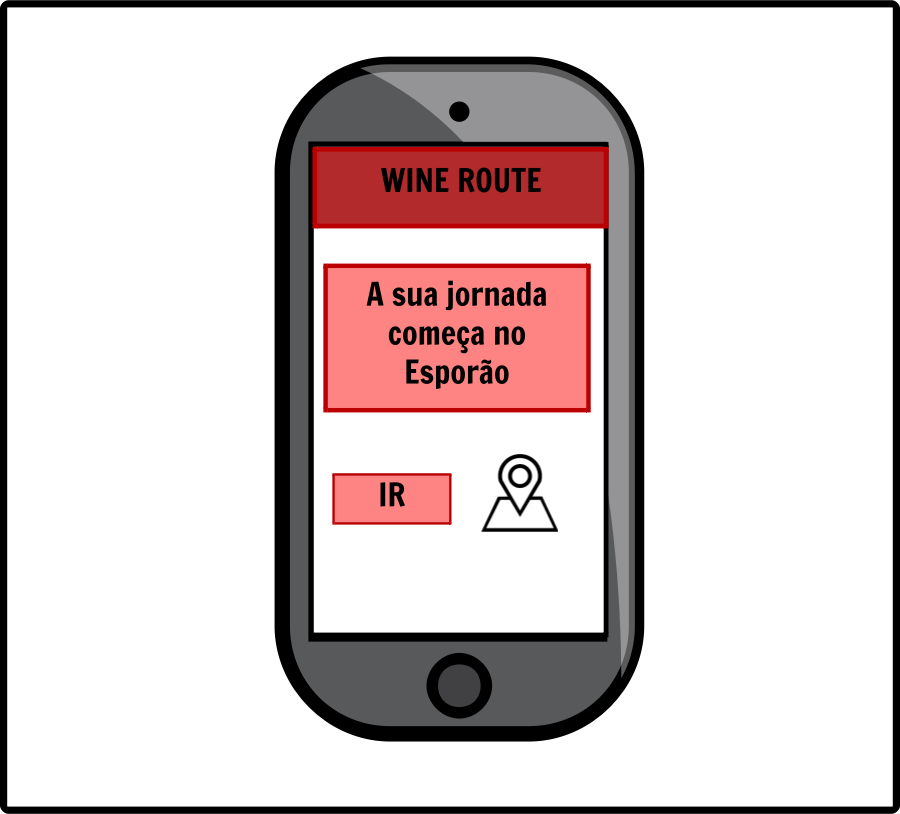 WINE ROUTE
A sua jornada
começa no
Esporão
IR